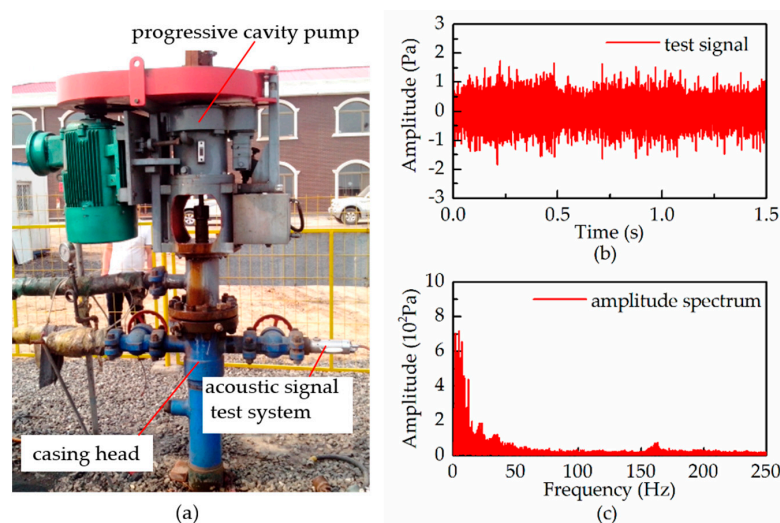 progressive cavity pump
acoustic signal
test system
casing head
(a)
3
2
1
0
-1
-2
-3
Amplitude (Pa)
test signal
0.0
0.5
1.0
1.5
Time (s)
(b)
10
8
6
4
2
0
Amplitude (10²Pa)
amplitude spectrum
0
50
100
150
200
250
Frequency (Hz)
(c)